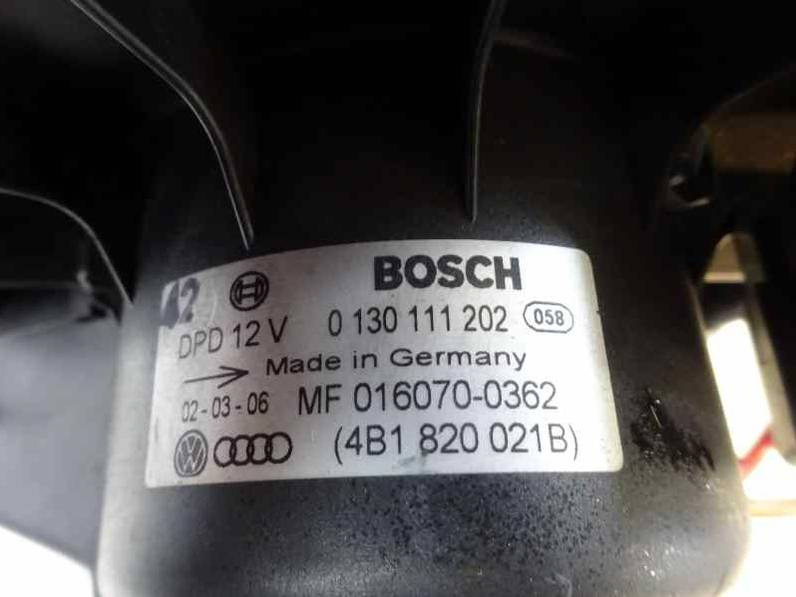 42
BOSCH
DPD 12 V 0 130 111 202 058
Made in Germany
02-03-06 MF 016070-0362
(4B1 820 021B)